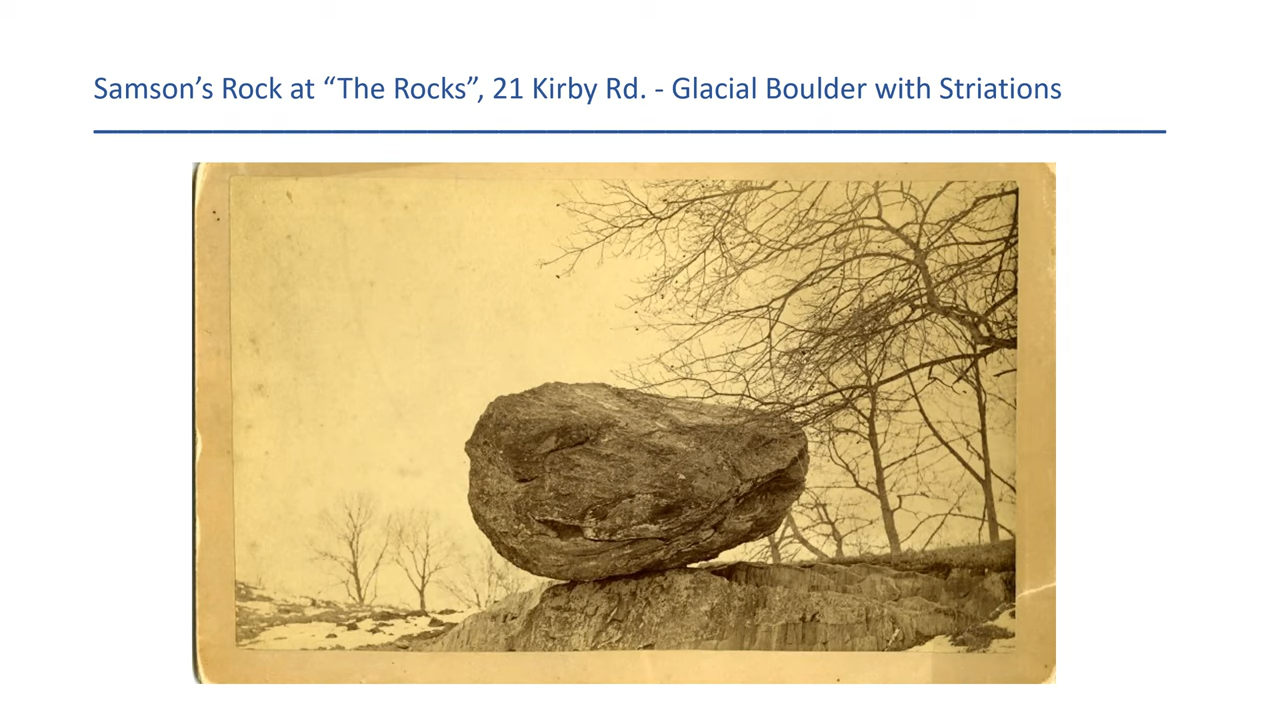 Samson’s Rock at “The Rocks”, 21 Kirby Rd. - Glacial Boulder with Striations